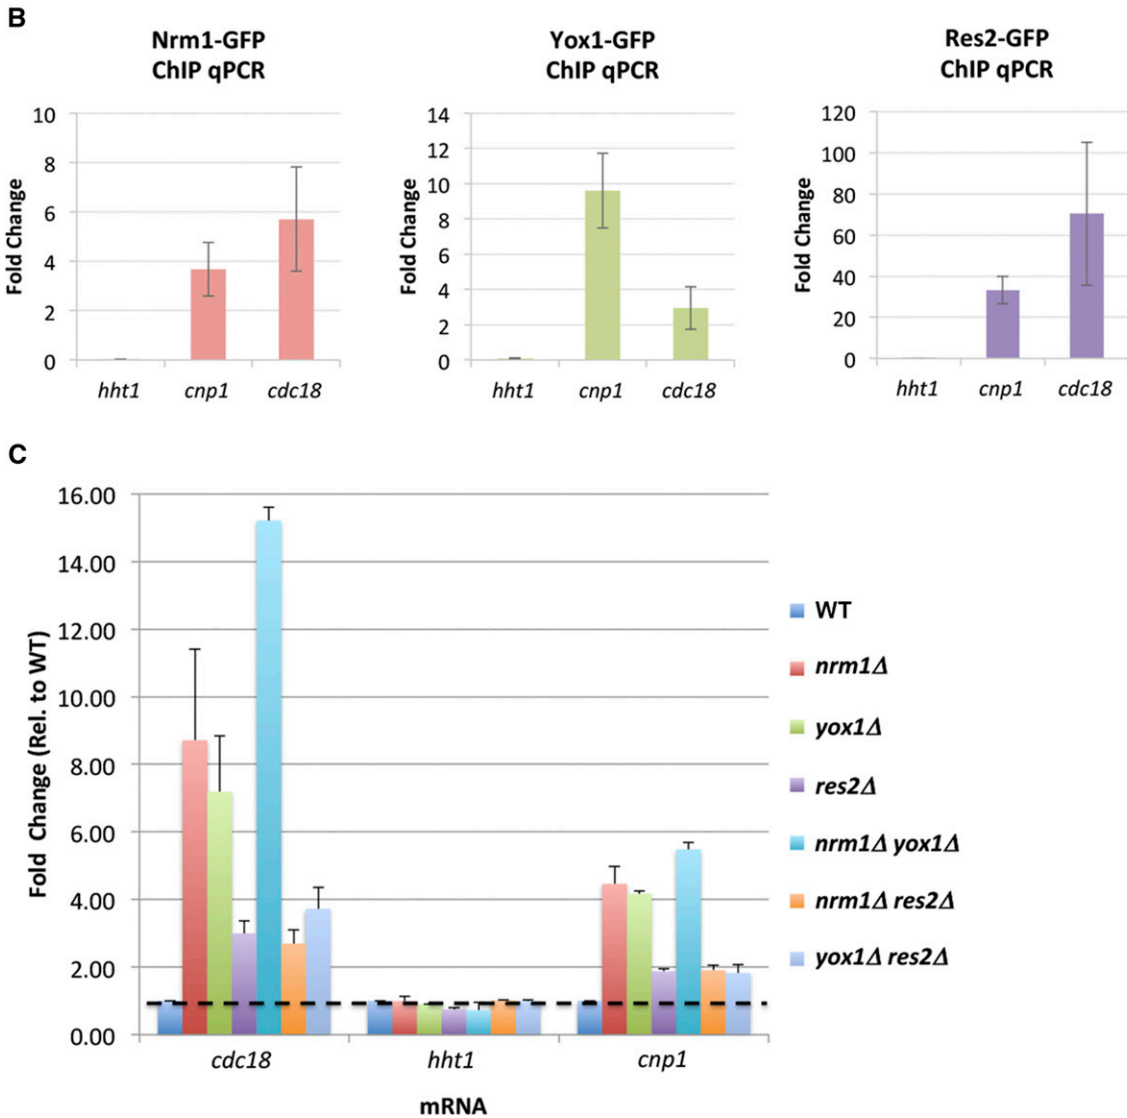 B
Nrm1-GFP
ChIP qPCR
Fold Change
10
8
6
4
2
0
hht1 cnp1 cdc18
Yox1-GFP
ChIP qPCR
Fold Change
14
12
10
8
6
4
2
0
hht1 cnp1 cdc18
Res2-GFP
ChIP qPCR
Fold Change
120
100
80
60
40
20
0
hht1 cnp1 cdc18
C
Fold Change (Rel. to WT)
16.00
14.00
12.00
10.00
8.00
6.00
4.00
2.00
0.00
cdc18 hht1 cnp1
mRNA
WT
nrm1Δ
yox1Δ
res2Δ
nrm1Δ yox1Δ
nrm1Δ res2Δ
yox1Δ res2Δ